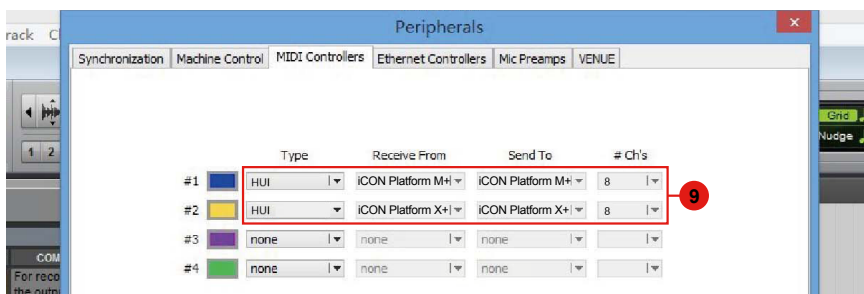 Peripherals
rack Cl
Synchronization Machine Control MIDI Controllers Ethernet Controllers Mic Preamps VENUE
Grid
Nudge
1 2
Type Receive From Send To # Ch's
#1 HUI iCON Platform M+ iCON Platform M+ 8
9
#2 HUI iCON Platform X+ iCON Platform X+ 8
#3 none none none
#4 none none none
COM
For reco
the outpu